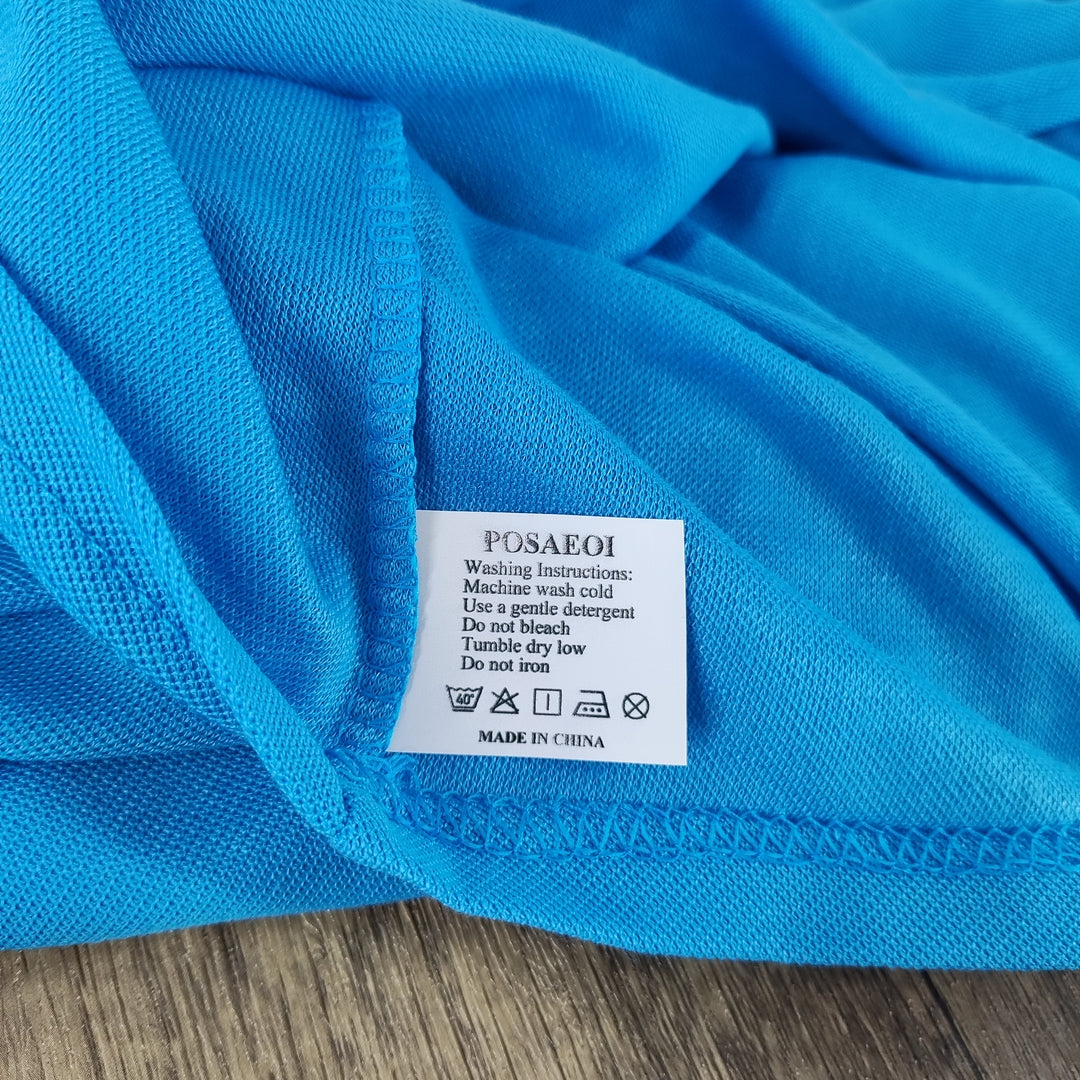 POSAEOI
Washing Instructions:
Machine wash cold
Use a gentle detergent
Do not bleach
Tumble dry low
Do not iron
40°
MADE IN CHINA